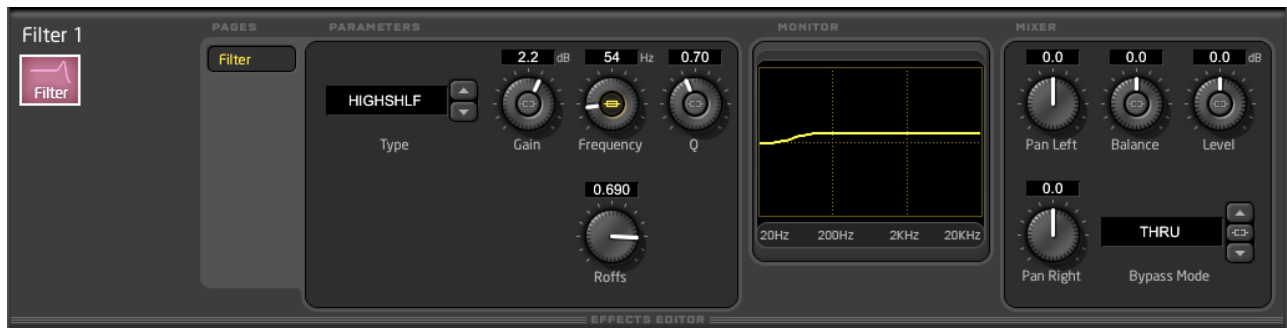 Filter 1
Filter
PAGES
Filter
PARAMETERS
HIGHSHLF
Type
2.2 dB
Gain
54 Hz
Frequency
0.70
Q
0.690
Roffs
MONITOR
20Hz 200Hz 2KHz 20KHz
MIXER
0.0
Pan Left
0.0
Balance
0.0 dB
Level
0.0
Pan Right
THRU
Bypass Mode
EFFECTS EDITOR